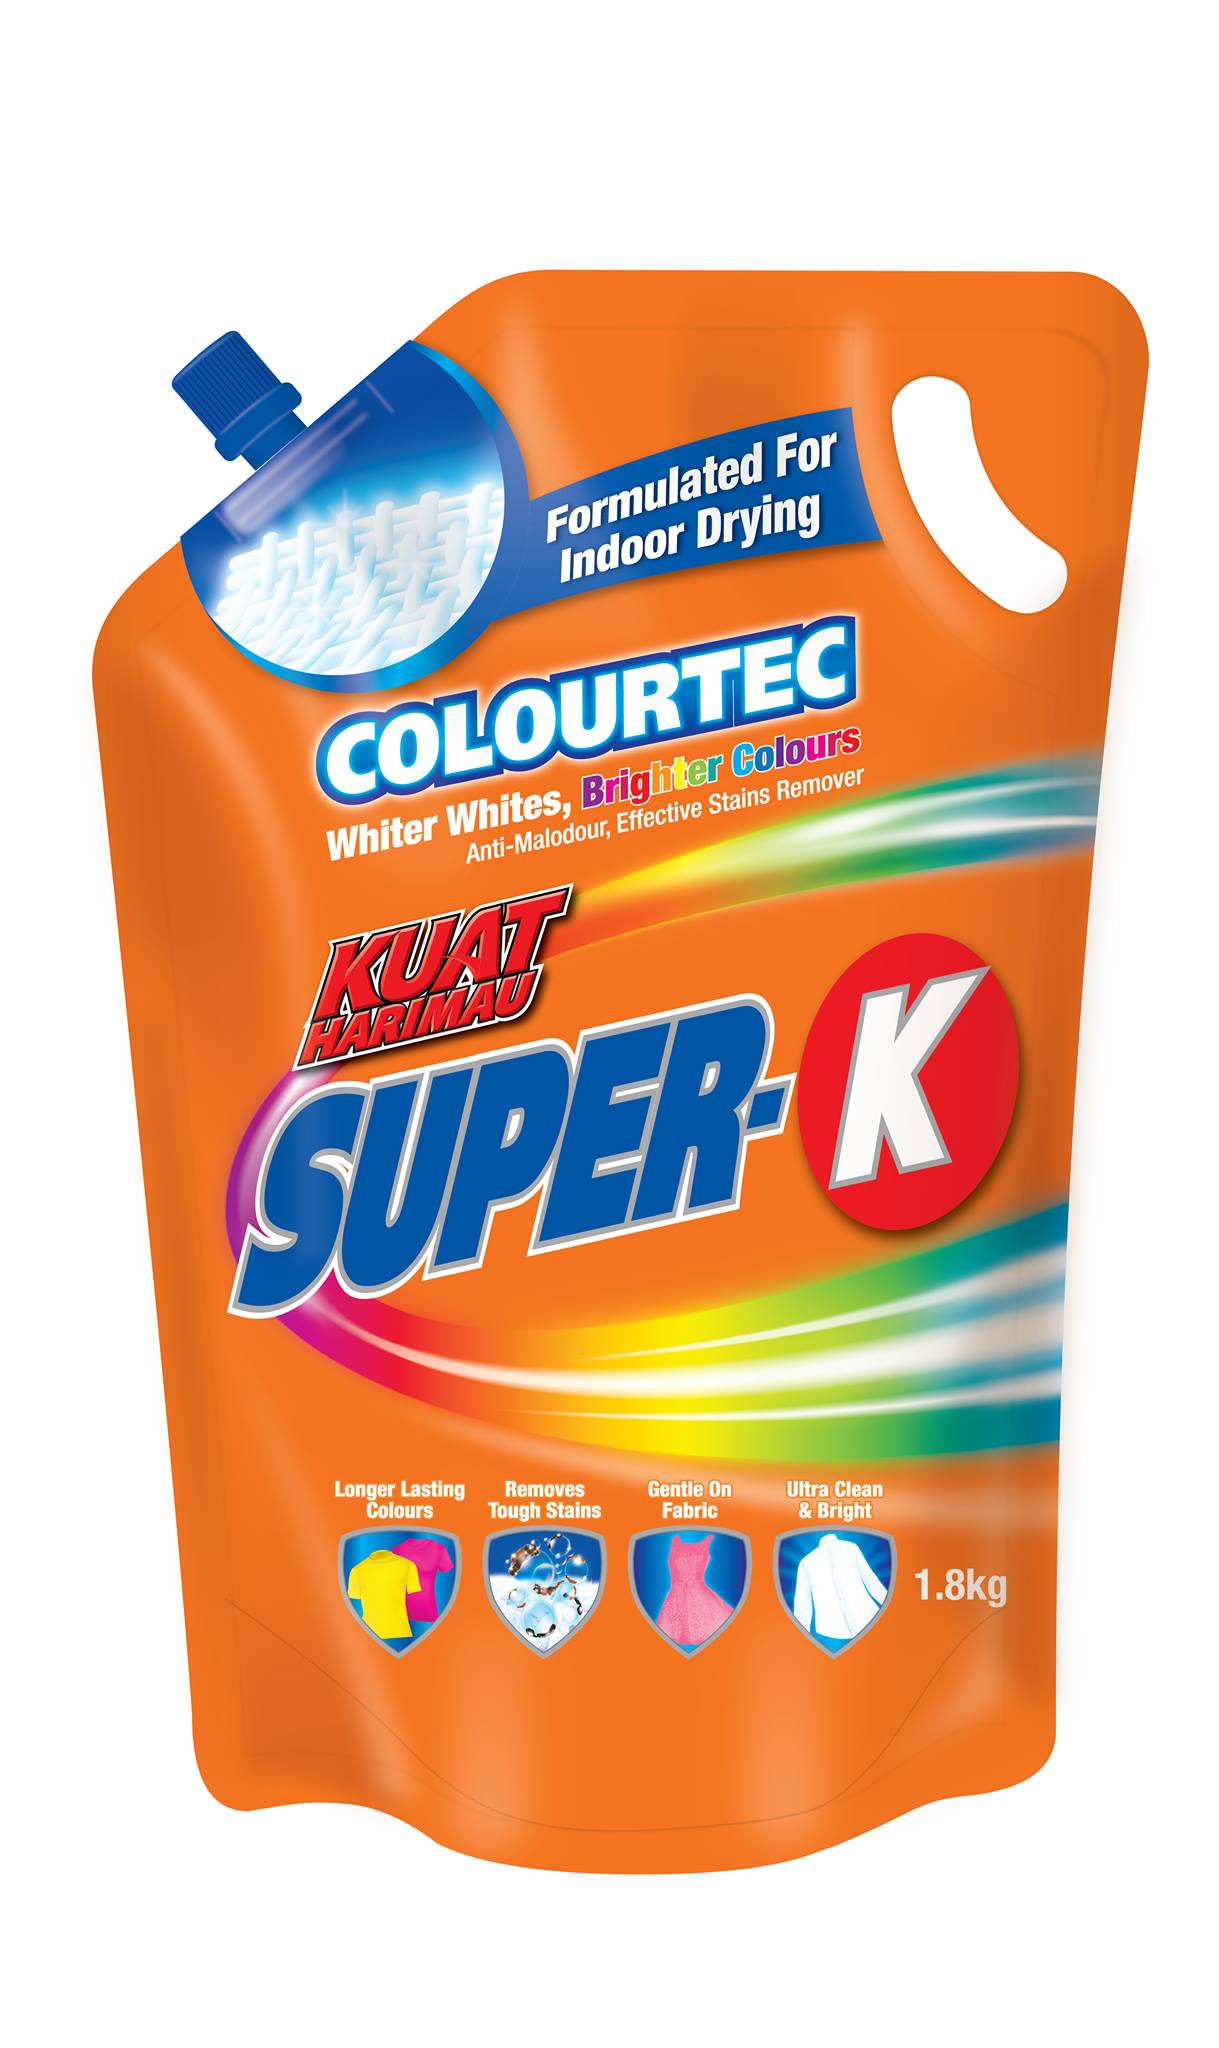 Formulated For
Indoor Drying
COLOURTEC
Whiter Whites, Brighter Colours
Anti-Malodour, Effective Stains Remover
KUAT
HARIMAU
SUPER-K
Longer Lasting
Colours
Removes
Tough Stains
Gentle On
Fabric
Ultra Clean
& Bright
1.8kg